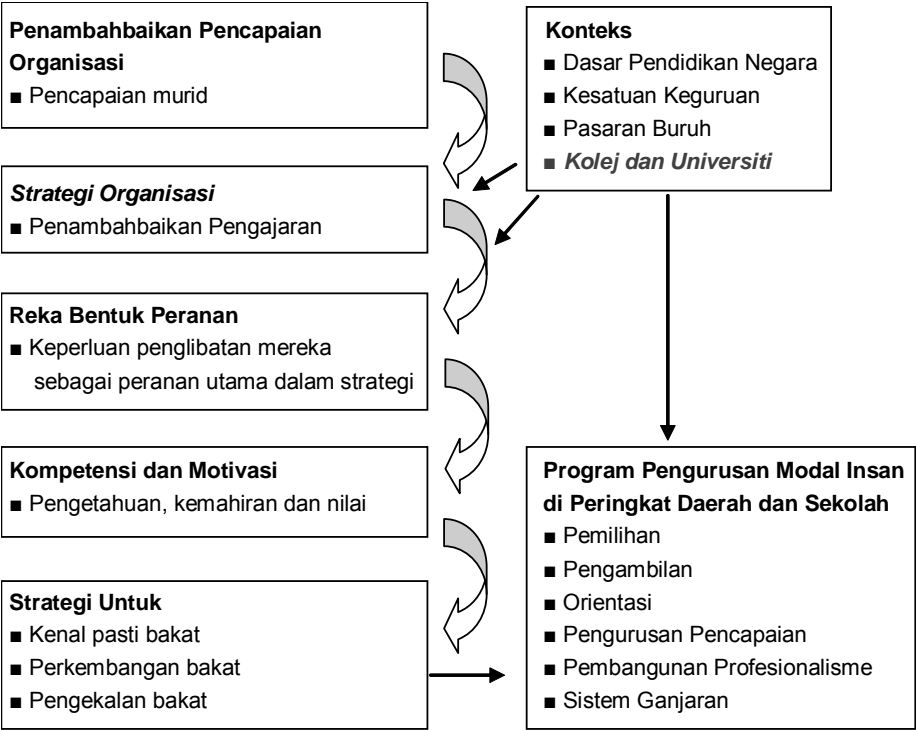 Penambahbaikan Pencapaian
Organisasi
■ Pencapaian murid
Konteks
■ Dasar Pendidikan Negara
■ Kesatuan Keguruan
■ Pasaran Buruh
■ Kolej dan Universiti
Strategi Organisasi
■ Penambahbaikan Pengajaran
Reka Bentuk Peranan
■ Keperluan penglibatan mereka
sebagai peranan utama dalam strategi
Kompetensi dan Motivasi
■ Pengetahuan, kemahiran dan nilai
Strategi Untuk
■ Kenal pasti bakat
■ Perkembangan bakat
■ Pengekalan bakat
Program Pengurusan Modal Insan
di Peringkat Daerah dan Sekolah
■ Pemilihan
■ Pengambilan
■ Orientasi
■ Pengurusan Pencapaian
■ Pembangunan Profesionalisme
■ Sistem Ganjaran